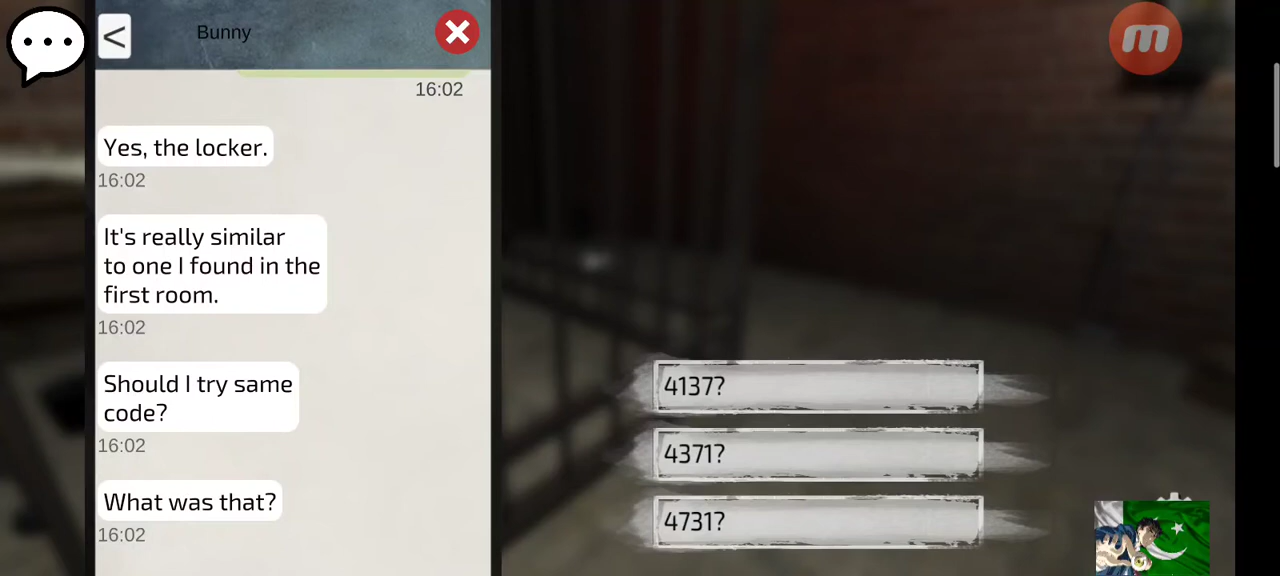 Bunny
16:02
Yes, the locker.
16:02
It's really similar
to one I found in the
first room.
16:02
Should I try same
code?
16:02
What was that?
16:02
4137?
4371?
4731?